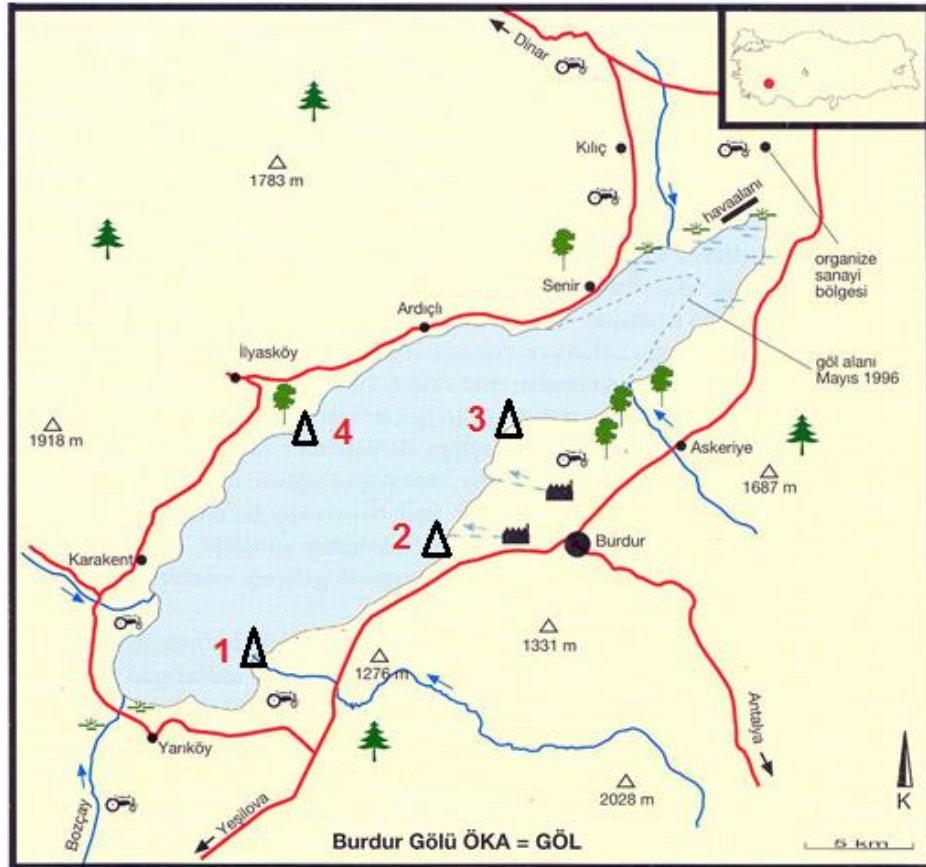 Dinar
Kılıç
1783 m
havaalanı
organize
sanayi
bölgesi
Senir
Ardıçlı
İlyasköy
göl alanı
Mayıs 1996
3
4
1918 m
Askeriye
1687 m
2
Burdur
Karakent
1331 m
1
1276 m
Antalya
Yarıköy
2028 m
Bozçay
Yeşilova
K
Burdur Gölü ÖKA = GÖL
5 km